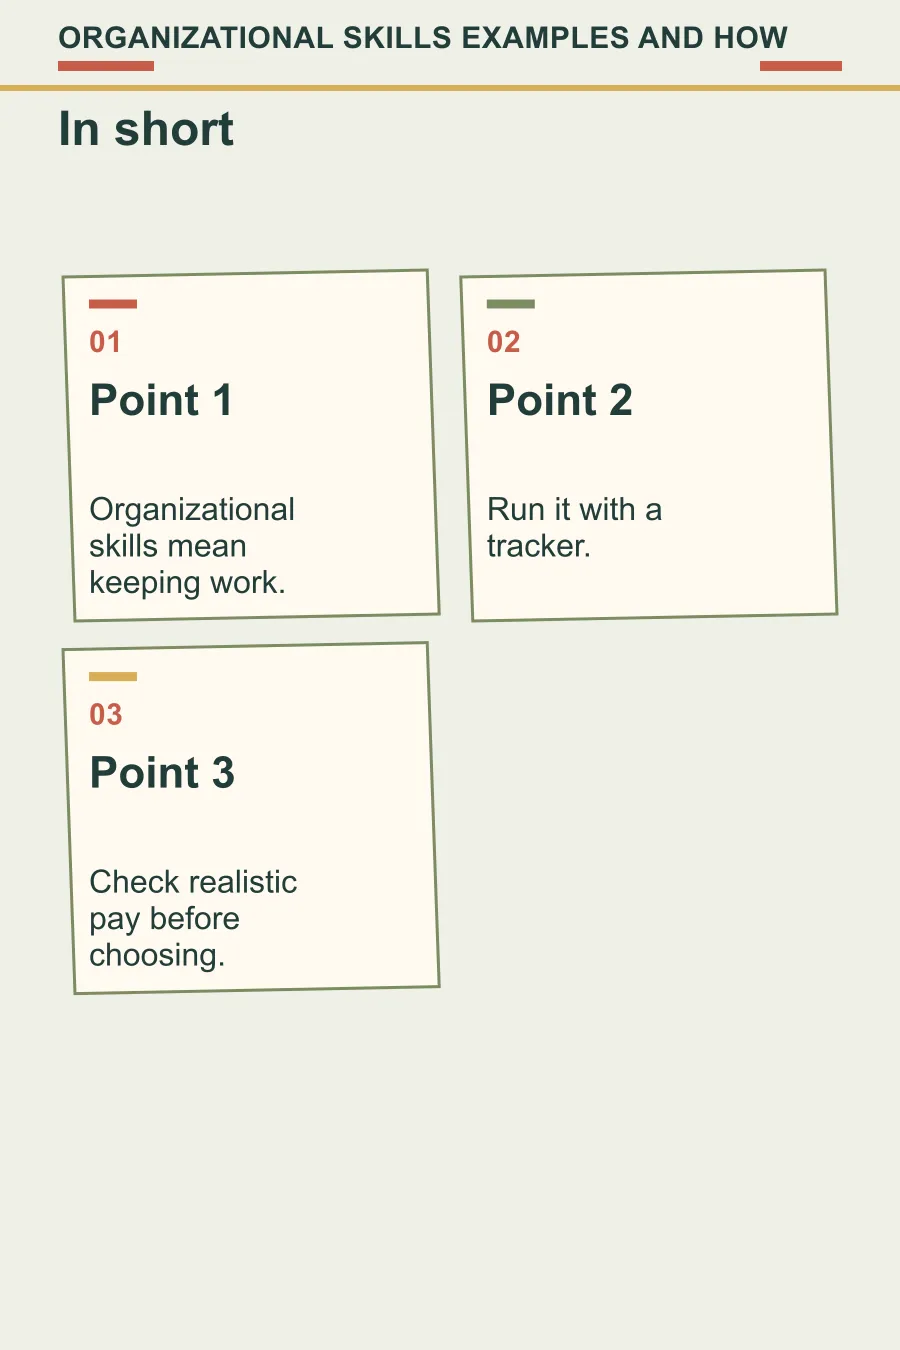 ORGANIZATIONAL SKILLS EXAMPLES AND HOW
In short
01
Point 1
Organizational
skills mean
keeping work.
02
Point 2
Run it with a
tracker.
03
Point 3
Check realistic
pay before
choosing.